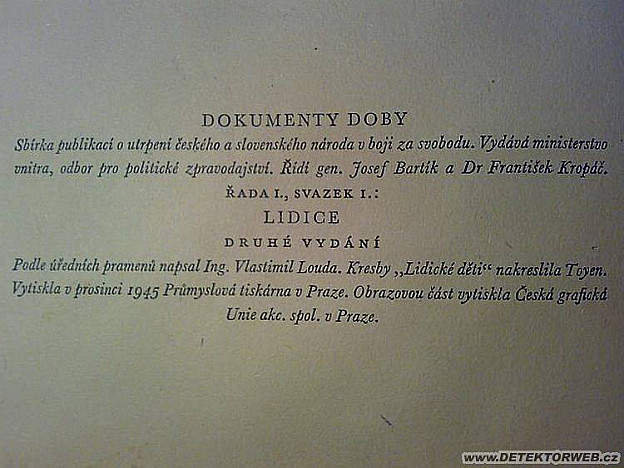 DOKUMENTY DOBY
Sbírka publikací o utrpení českého a slovenského národa v boji za svobodu. Vydává ministerstvo
vnitra, odbor pro politické zpravodajství. Řídí gen. Josef Bartík a Dr František Kropáč.
ŘADA I., SVAZEK I.:
LIDICE
DRUHÉ VYDÁNÍ
Podle úředních pramenů napsal Ing. Vlastimil Louda. Kresby „Lidické děti“ nakreslila Toyen.
Vytiskla v prosinci 1945 Průmyslová tiskárna v Praze. Obrazovou část vytiskla Česká grafická
Unie akc. spol. v Praze.
WWW.DETEKTORWEB.CZ